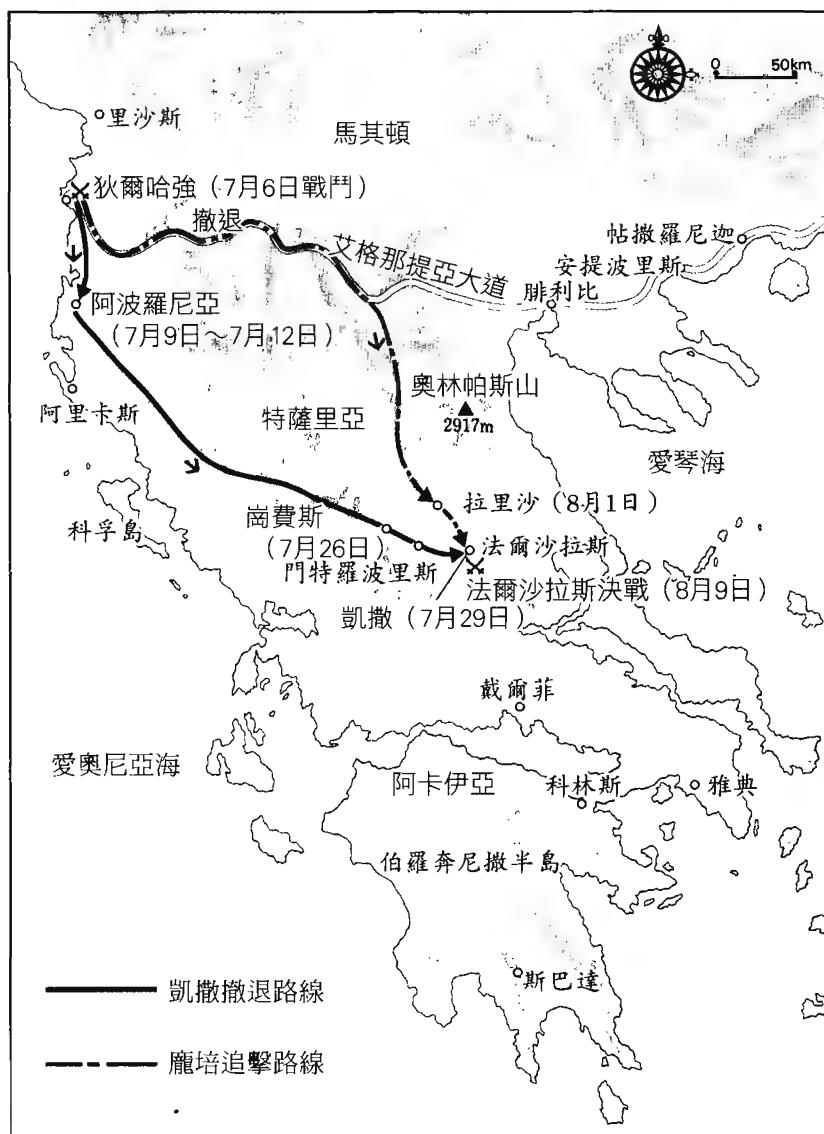 0 50km
里沙斯
馬其頓
狄爾哈強（7月6日戰鬥）
撤退
帖撒羅尼迦
艾格那提亞大道
安提波里斯
腓利比
阿波羅尼亞
（7月9日～7月12日）
奧林帕斯山
2917m
阿里卡斯
特薩里亞
愛琴海
拉里沙（8月1日）
科孚島
崗費斯
（7月26日）
法爾沙拉斯
門特羅波里斯
法爾沙拉斯決戰（8月9日）
凱撒（7月29日）
戴爾菲
愛奧尼亞海
阿卡伊亞
科林斯
雅典
伯羅奔尼撒半島
斯巴達
凱撒撤退路線
龐培追擊路線